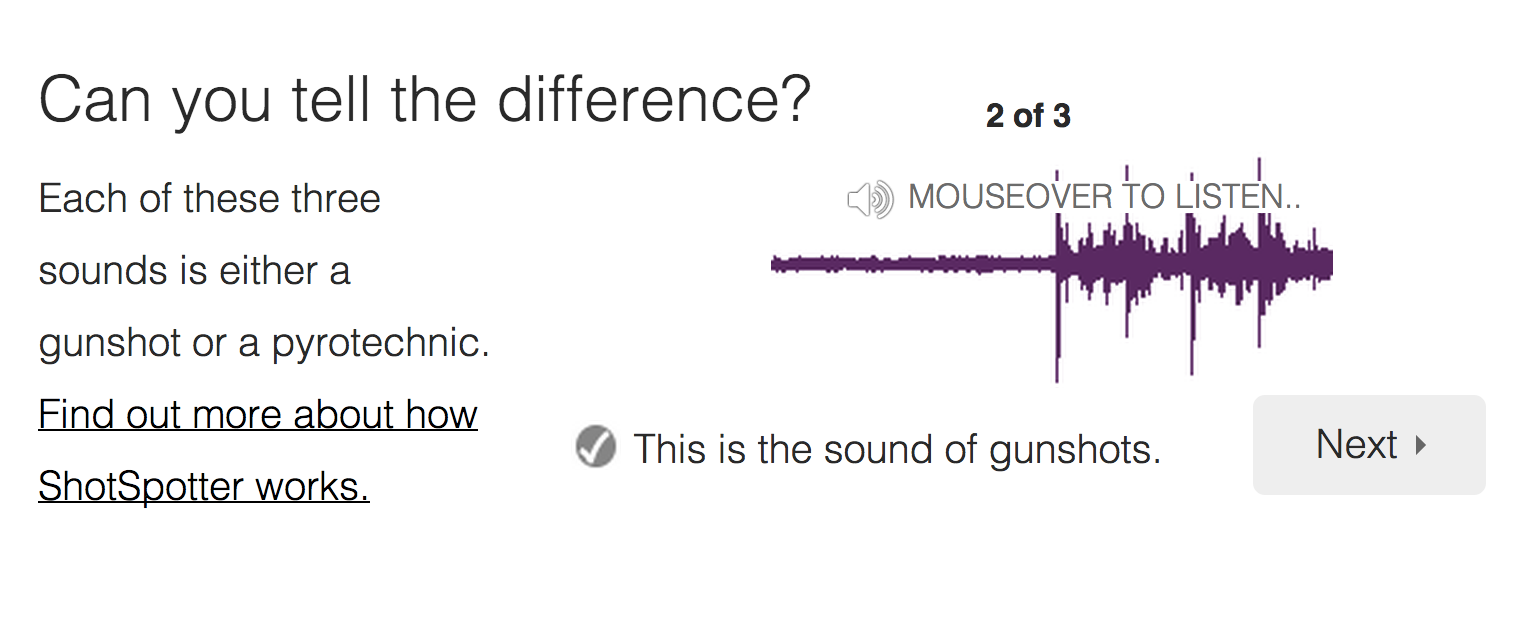 Can you tell the difference?
2 of 3
Each of these three
sounds is either a
gunshot or a pyrotechnic.
Find out more about how
ShotSpotter works.
MOUSEOVER TO LISTEN..
This is the sound of gunshots.
Next